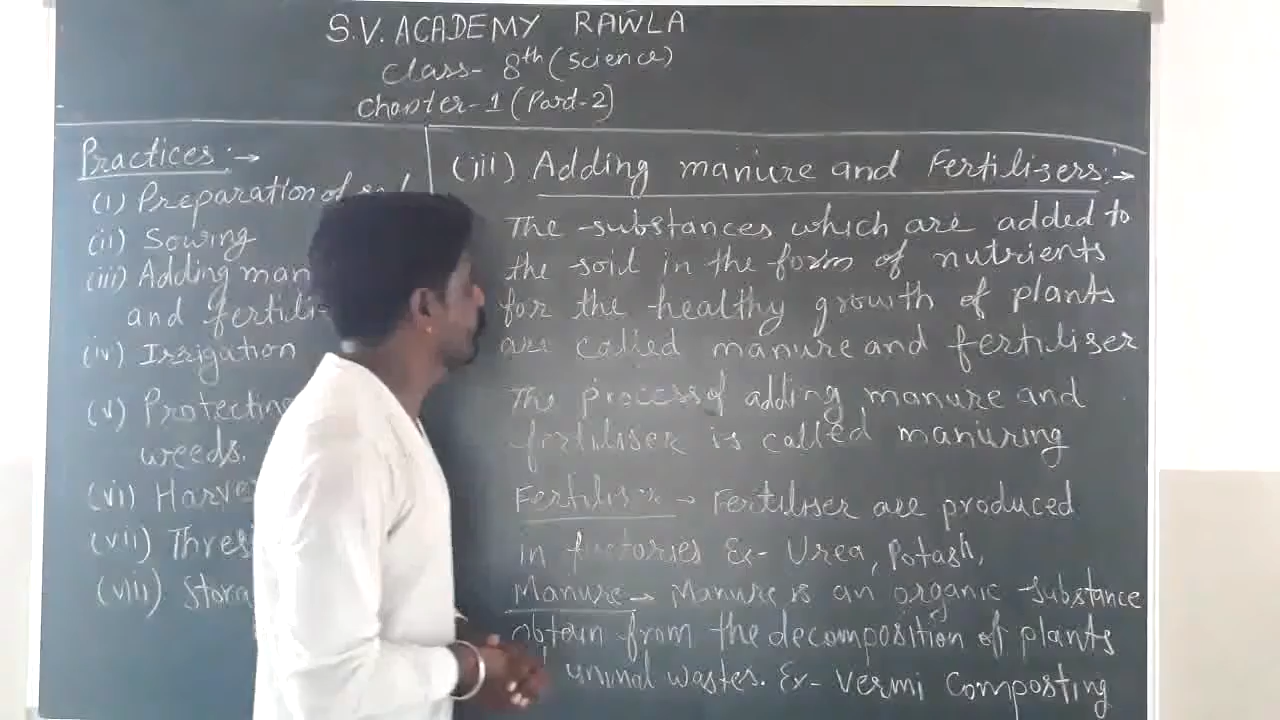 S.V. ACADEMY RAWLA
Class- 8th (Science)
Chapter-1 (Part-2)
Practices:→
(i) Preparation of
(ii) Sowing
(iii) Adding man
and fertili
(iv) Irrigation
(v) Protecting
weeds.
(vi) Harve
(vii) Thres
(viii) Stora
(iii) Adding manure and Fertilisers:→
The substances which are added to
the soil in the form of nutrients
for the healthy growth of plants
are called manure and fertiliser
The process of adding manure and
fertiliser is called manuring
Fertiliser → Fertiliser are produced
in factories Ex- Urea, Potash,
Manure → Manure is an organic substance
obtain from the decomposition of plants
animal wastes. Ex- Vermi Composting